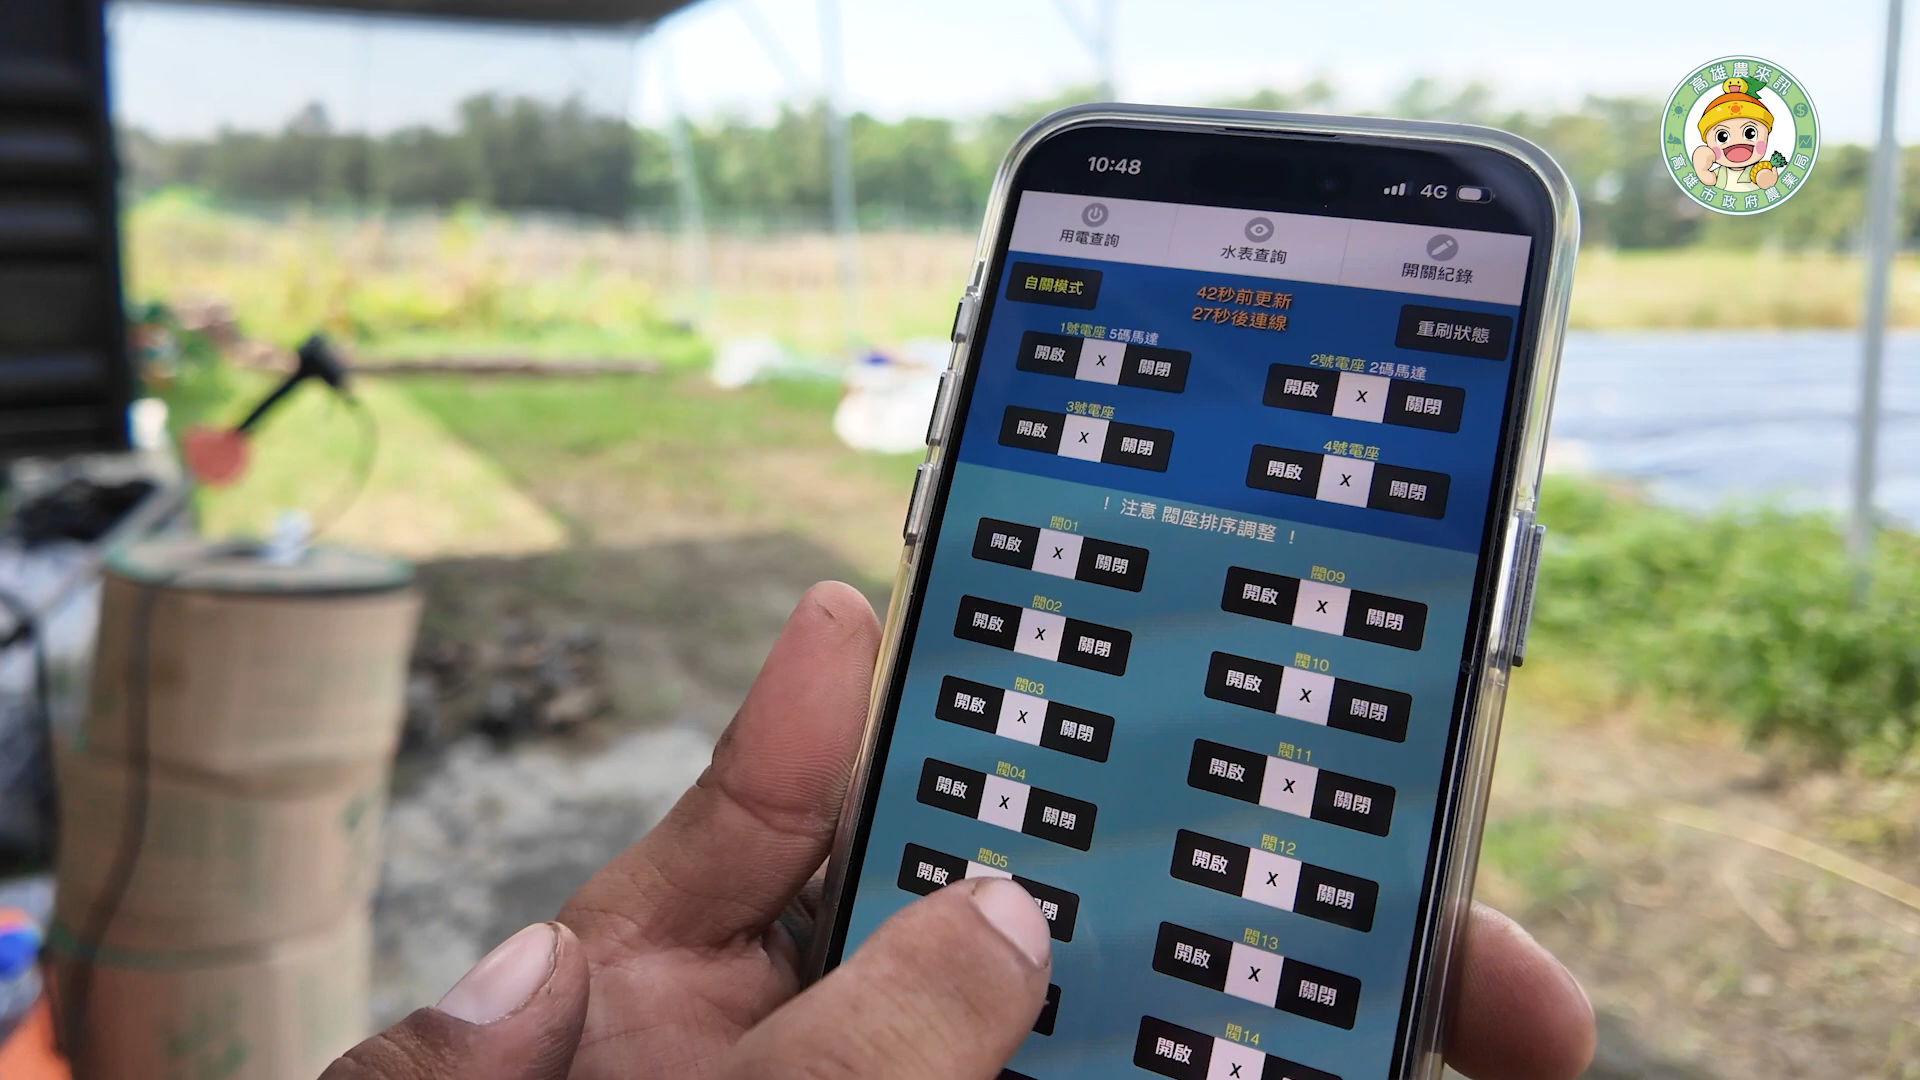 高雄農來訊
高雄市政府農業局
10:48
4G
用電查詢
水表查詢
開關紀錄
自關模式
42秒前更新
27秒後連線
重刷狀態
1號電座 5碼馬達
開啟 X 關閉
2號電座 2碼馬達
開啟 X 關閉
3號電座
開啟 X 關閉
4號電座
開啟 X 關閉
！ 注意 閥座排序調整 ！
閥01
開啟 X 關閉
閥09
開啟 X 關閉
閥02
開啟 X 關閉
閥10
開啟 X 關閉
閥03
開啟 X 關閉
閥11
開啟 X 關閉
閥04
開啟 X 關閉
閥12
開啟 X 關閉
閥05
開啟
閥13
開啟 X 關閉
閥14
開啟 X